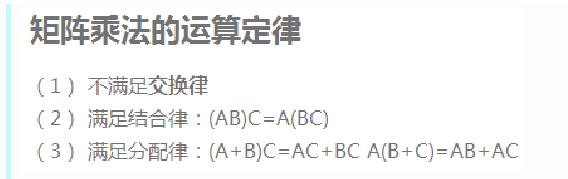 矩阵乘法的运算定律
（1） 不满足交换律
（2） 满足结合律：(AB)C=A(BC)
（3） 满足分配律：(A+B)C=AC+BC A(B+C)=AB+AC